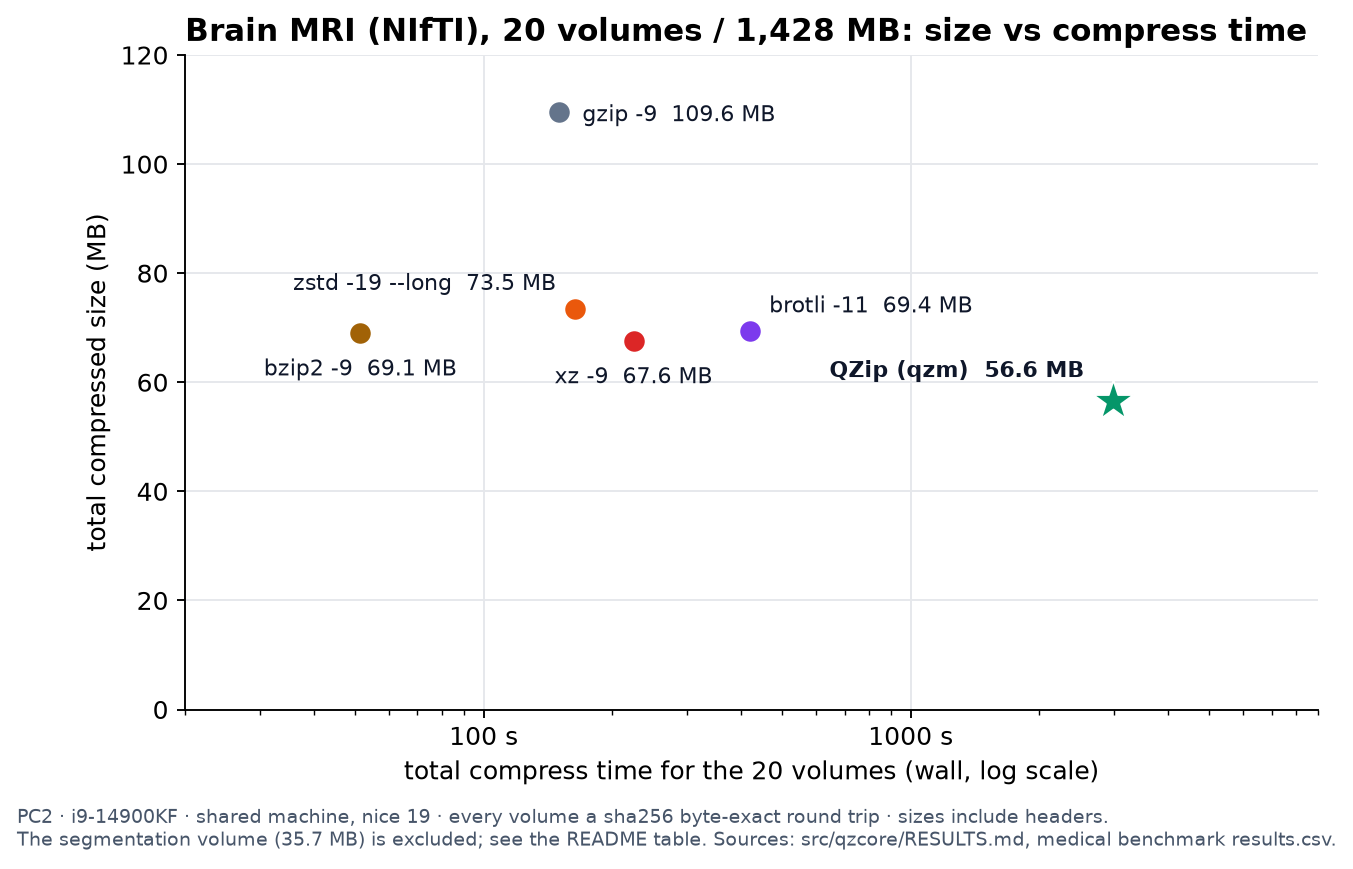 Brain MRI (NIfTI), 20 volumes / 1,428 MB: size vs compress time
120
100
80
60
40
20
0
total compressed size (MB)
gzip -9  109.6 MB
zstd -19 --long  73.5 MB
brotli -11  69.4 MB
bzip2 -9  69.1 MB
xz -9  67.6 MB
QZip (qzm)  56.6 MB
100 s
1000 s
total compress time for the 20 volumes (wall, log scale)
PC2 · i9-14900KF · shared machine, nice 19 · every volume a sha256 byte-exact round trip · sizes include headers.
The segmentation volume (35.7 MB) is excluded; see the README table. Sources: src/qzcore/RESULTS.md, medical benchmark results.csv.